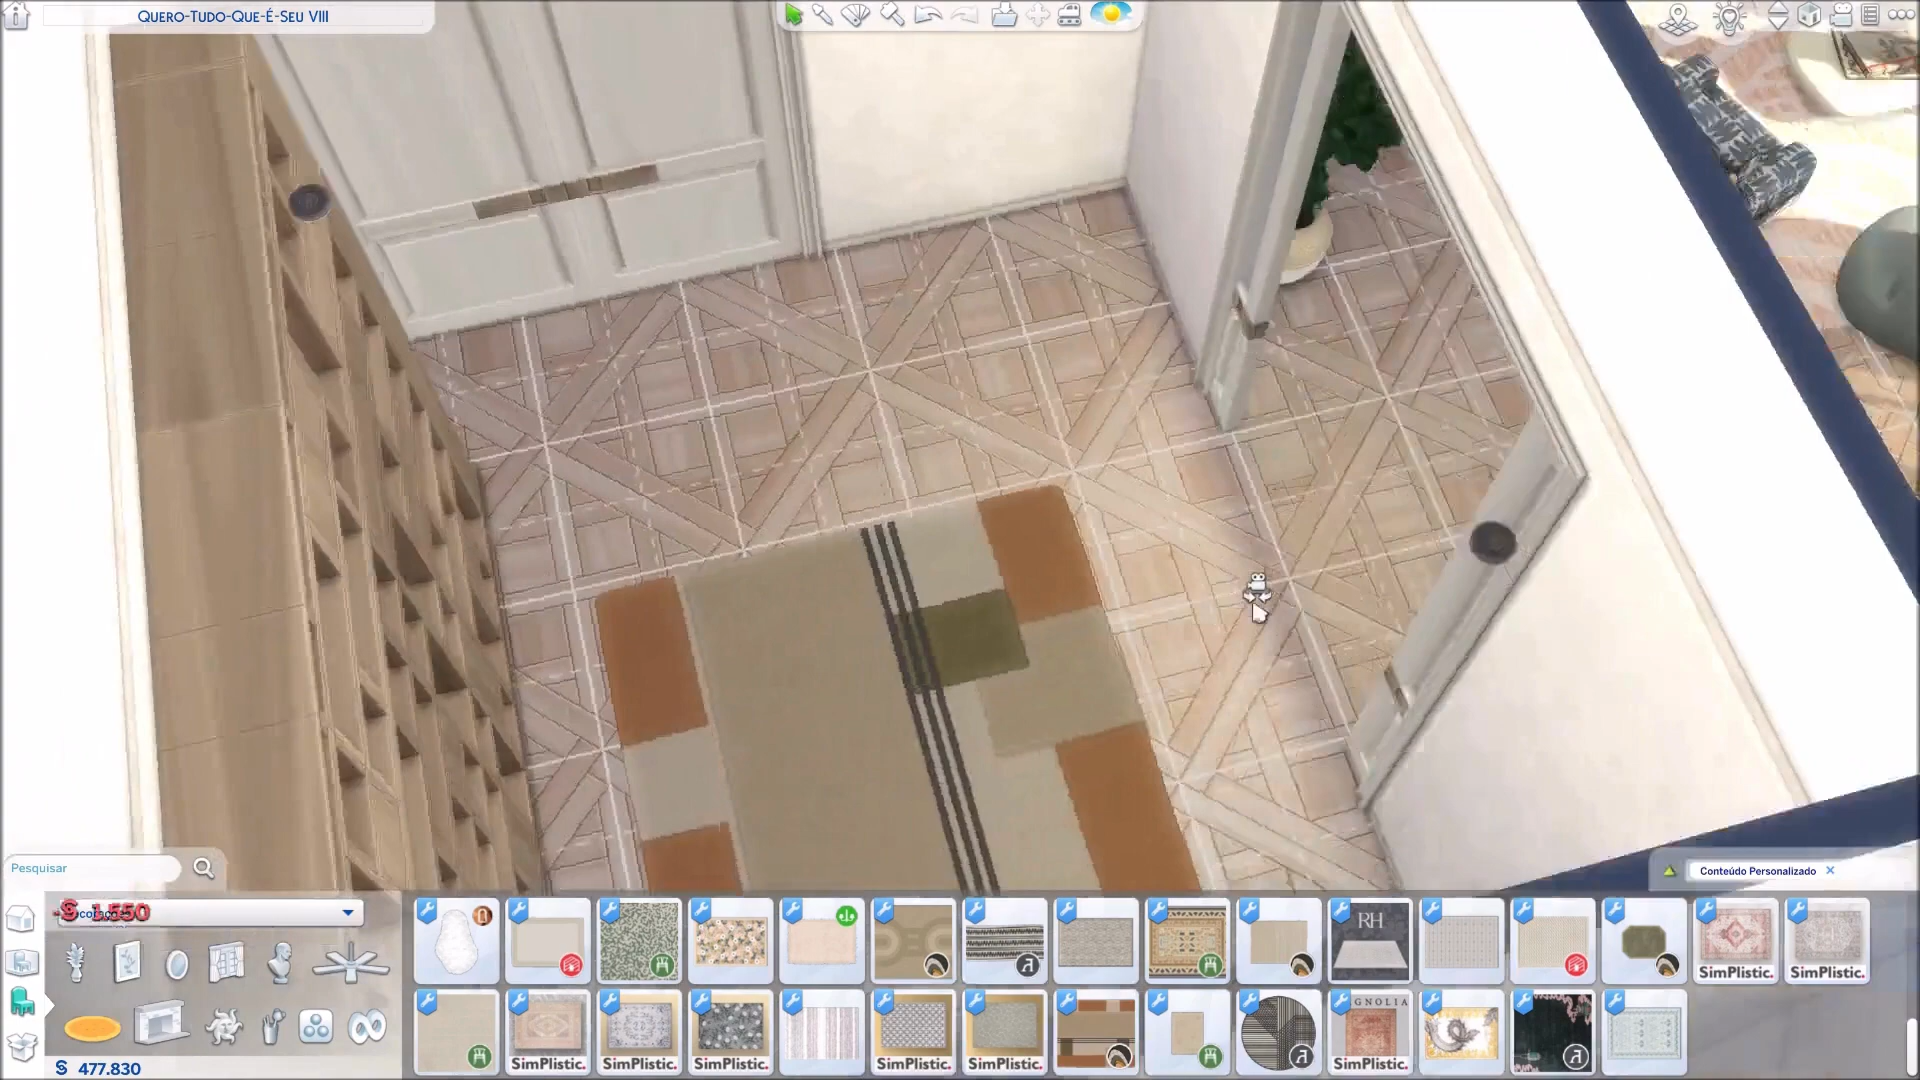 QUERO-TUDO-QUE-É-SEU VIII
Pesquisar
Conteúdo Personalizado
-§ 1.550
RH
SimPlistic.
SimPlistic.
SimPlistic.
SimPlistic.
SimPlistic.
SimPlistic.
SimPlistic.
GNOLIA
SimPlistic.
§ 477.830